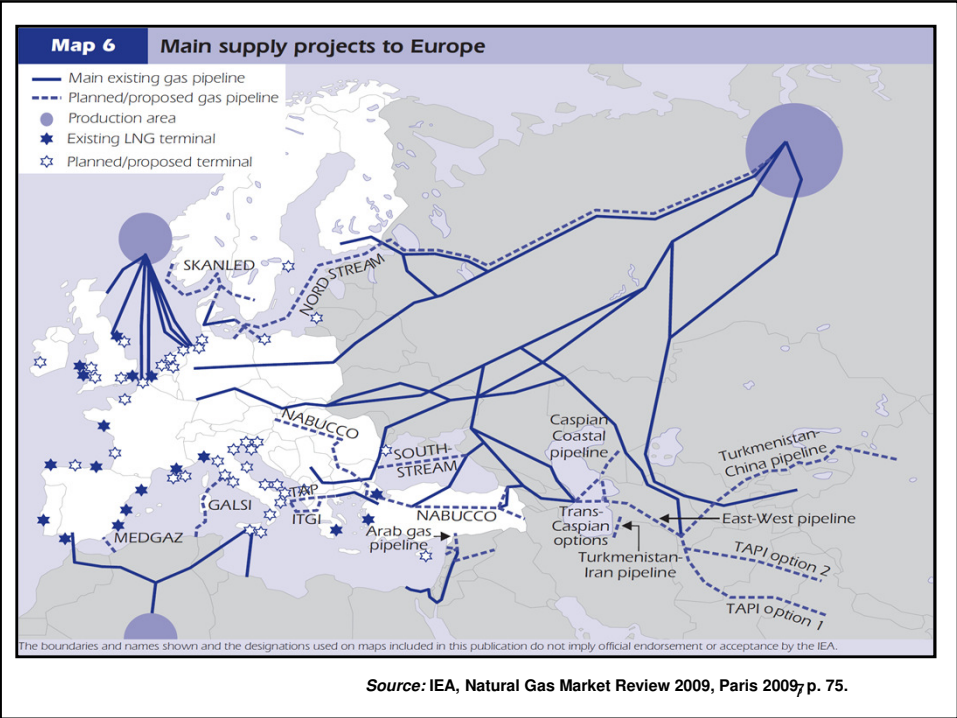 Map 6
Main supply projects to Europe
Main existing gas pipeline
Planned/proposed gas pipeline
Production area
Existing LNG terminal
Planned/proposed terminal
SKANLED
NORD STREAM
NABUCCO
SOUTH-
STREAM
Caspian
Coastal
pipeline
Turkmenistan-
China pipeline
GALSI
TAP
ITGI
NABUCCO
Trans-
Caspian
options
East-West pipeline
MEDGAZ
Arab gas
pipeline
Turkmenistan-
Iran pipeline
TAPI option 2
TAPI option 1
The boundaries and names shown and the designations used on maps included in this publication do not imply official endorsement or acceptance by the IEA.
Source: IEA, Natural Gas Market Review 2009, Paris 2009, p. 75.
7